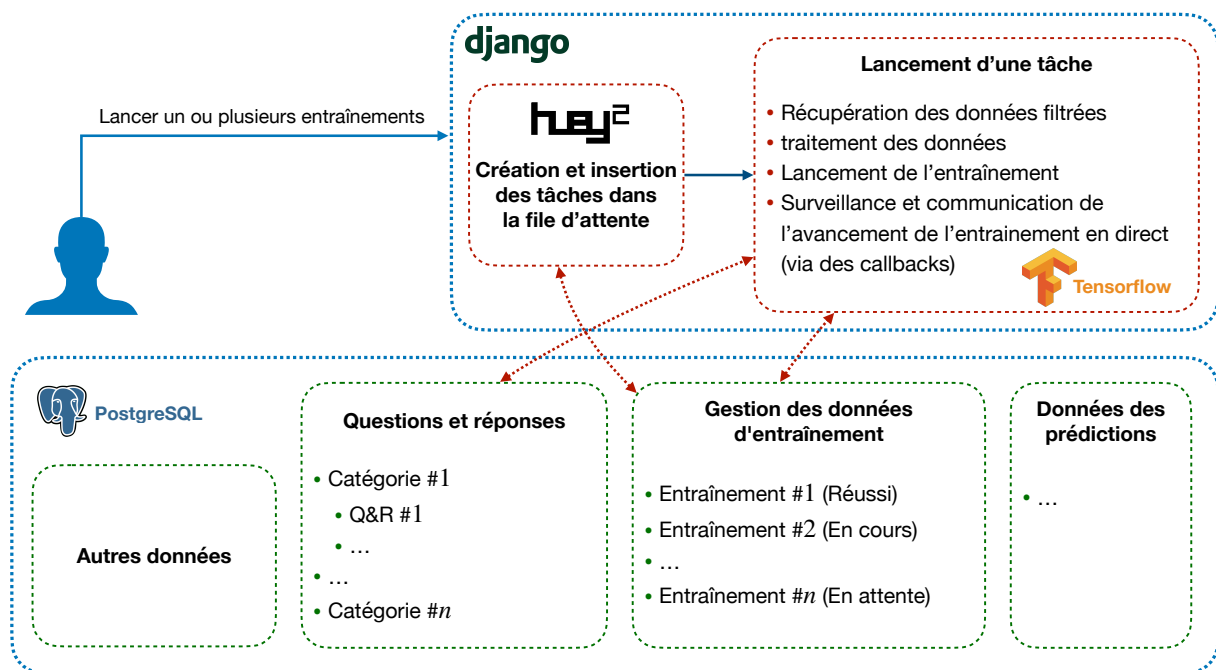 django
Lancement d'une tâche
Lancer un ou plusieurs entraînements
huey2
Création et insertion
des tâches dans
la file d'attente
• Récupération des données filtrées
• traitement des données
• Lancement de l'entraînement
• Surveillance et communication de
l'avancement de l'entrainement en direct
(via des callbacks)
Tensorflow
PostgreSQL
Autres données
Questions et réponses
• Catégorie #1
• Q&R #1
• …
• …
• Catégorie #n
Gestion des données
d'entraînement
• Entraînement #1 (Réussi)
• Entraînement #2 (En cours)
• …
• Entraînement #n (En attente)
Données des
prédictions
• …